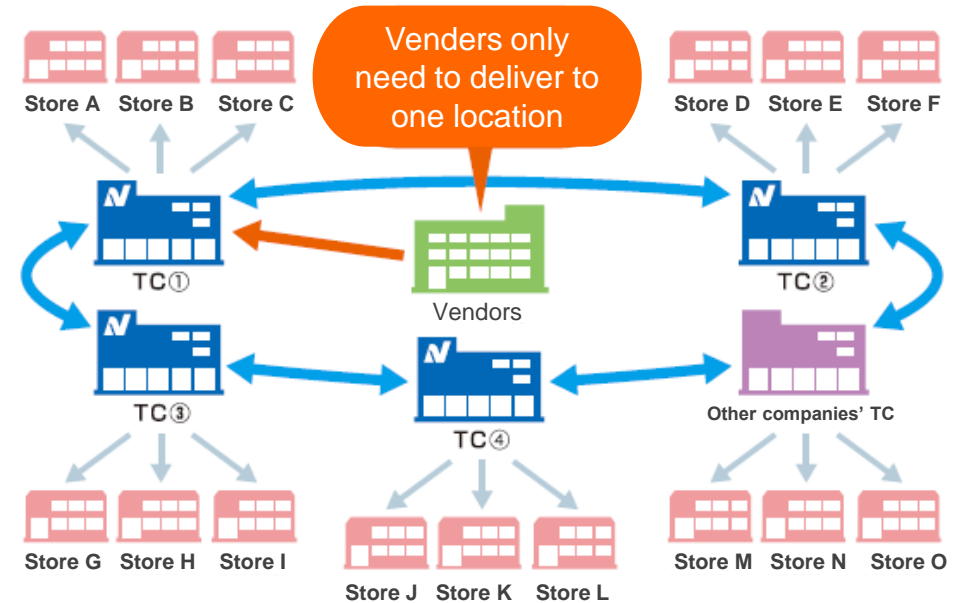 Venders only
need to deliver to
one location
Store A Store B Store C
Store D Store E Store F
N
N
TC①
Vendors
TC②
N
N
TC③
TC④
Other companies’ TC
Store G Store H Store I
Store J Store K Store L
Store M Store N Store O